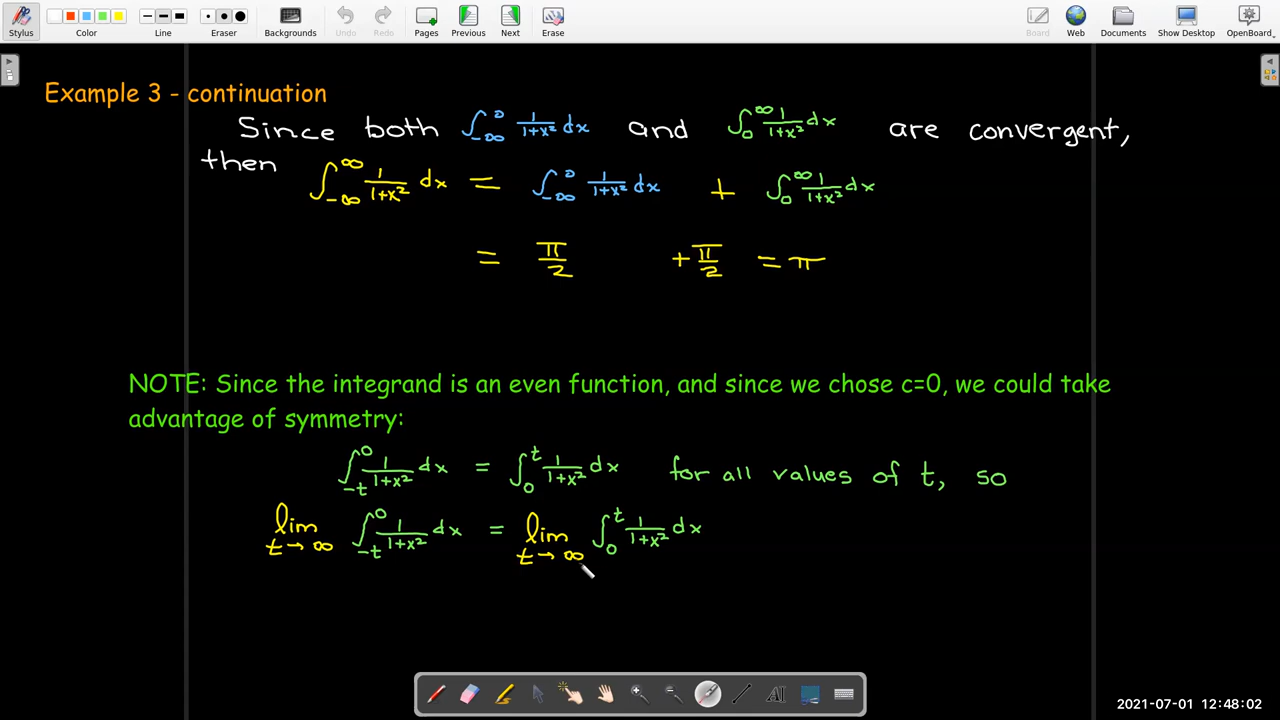 Stylus Color Line Eraser Backgrounds Undo Redo Pages Previous Next Erase Board Web Documents Show Desktop OpenBoard
Example 3 - continuation
Since both ∫_{-∞}^{0} 1/(1+x²) dx and ∫_{0}^{∞} 1/(1+x²) dx are convergent,
then ∫_{-∞}^{∞} 1/(1+x²) dx = ∫_{-∞}^{0} 1/(1+x²) dx + ∫_{0}^{∞} 1/(1+x²) dx
= π/2 + π/2 = π
NOTE: Since the integrand is an even function, and since we chose c=0, we could take
advantage of symmetry:
∫_{-t}^{0} 1/(1+x²) dx = ∫_{0}^{t} 1/(1+x²) dx for all values of t, so
lim_{t→∞} ∫_{-t}^{0} 1/(1+x²) dx = lim_{t→∞} ∫_{0}^{t} 1/(1+x²) dx
AI
2021-07-01 12:48:02